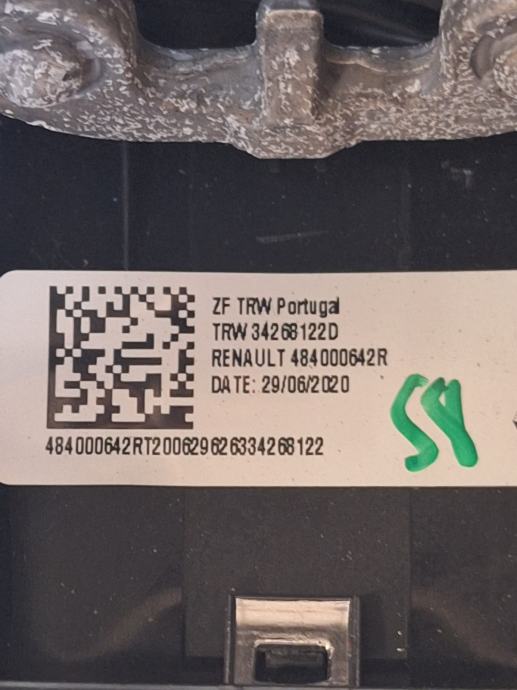 ZF TRW Portugal
TRW 34268122D
RENAULT 484000642R
DATE: 29/06/2020
484000642RT200629626334268122